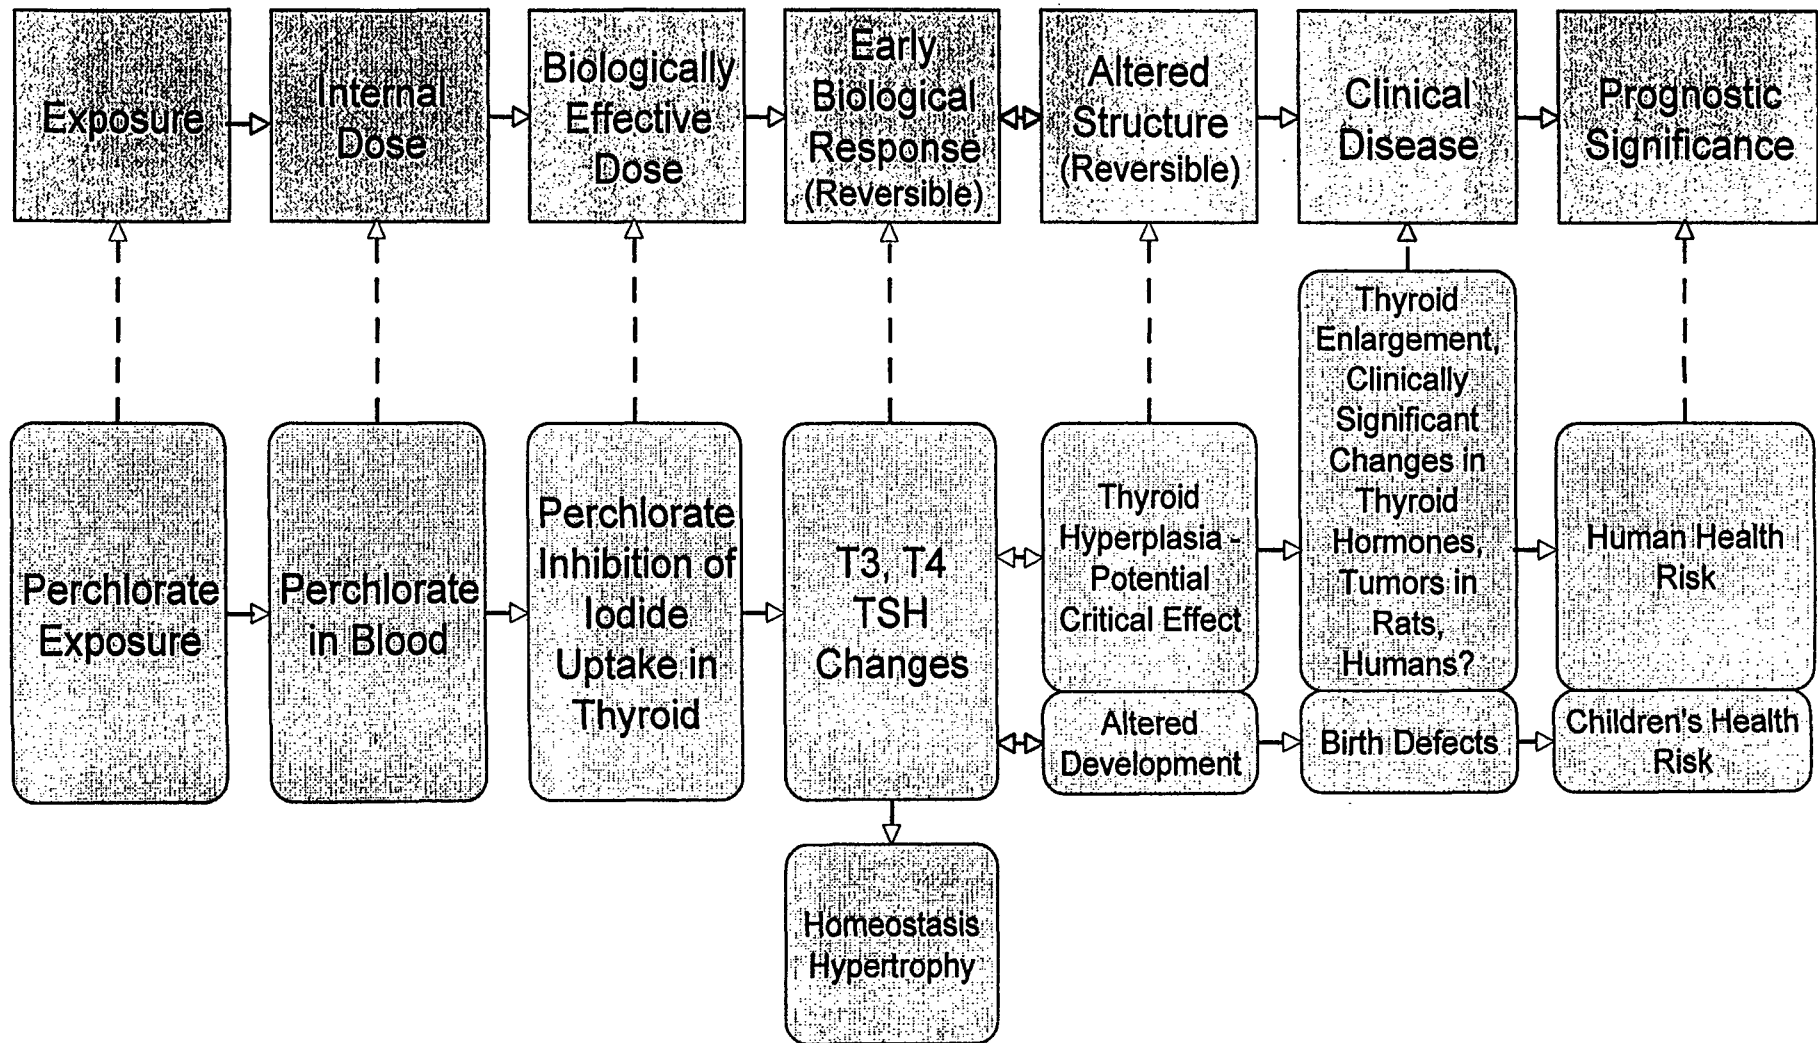 Exposure
Internal
Dose
Biologically
Effective
Dose
Early
Biological
Response
(Reversible)
Altered
Structure
(Reversible)
Clinical
Disease
Prognostic
Significance
Perchlorate
Exposure
Perchlorate
in Blood
Perchlorate
Inhibition of
Iodide
Uptake in
Thyroid
T3, T4
TSH
Changes
Thyroid
Hyperplasia -
Potential
Critical Effect
Thyroid
Enlargement,
Clinically
Significant
Changes in
Thyroid
Hormones,
Tumors in
Rats,
Humans?
Human Health
Risk
Altered
Development
Birth Defects
Children's Health
Risk
Homeostasis
Hypertrophy